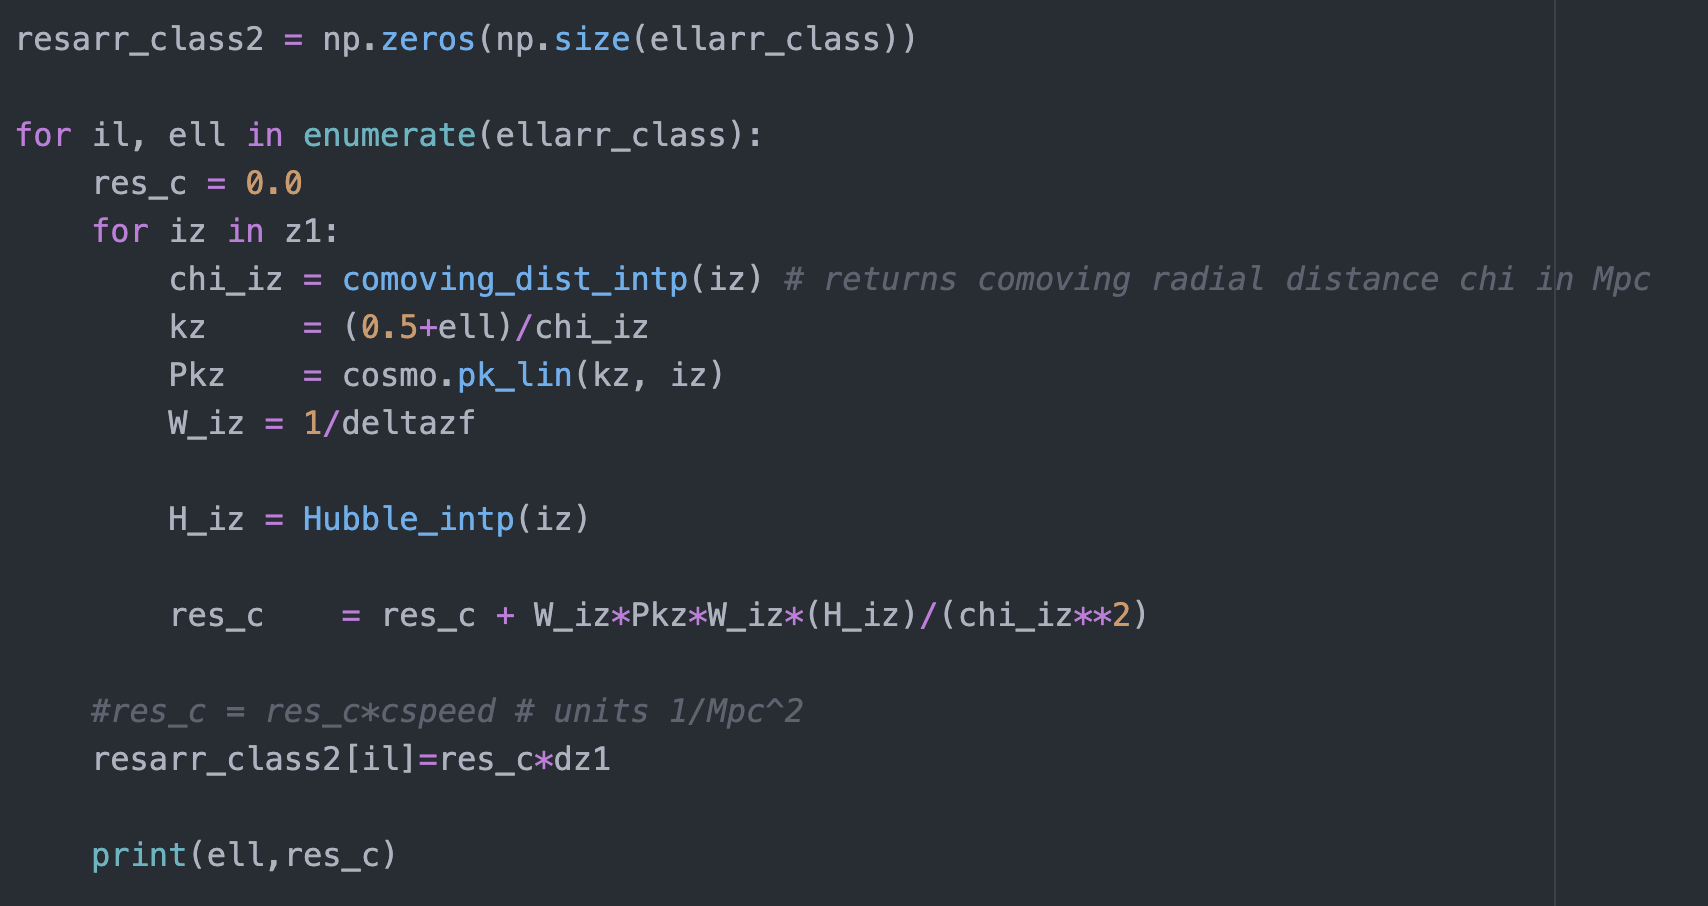 resarr_class2 = np.zeros(np.size(ellarr_class))
for il, ell in enumerate(ellarr_class):
    res_c = 0.0
    for iz in z1:
        chi_iz = comoving_dist_intp(iz) # returns comoving radial distance chi in Mpc
        kz     = (0.5+ell)/chi_iz
        Pkz    = cosmo.pk_lin(kz, iz)
        W_iz = 1/deltazf
        H_iz = Hubble_intp(iz)
        res_c    = res_c + W_iz*Pkz*W_iz*(H_iz)/(chi_iz**2)
    #res_c = res_c*cspeed # units 1/Mpc^2
    resarr_class2[il]=res_c*dz1
    print(ell,res_c)